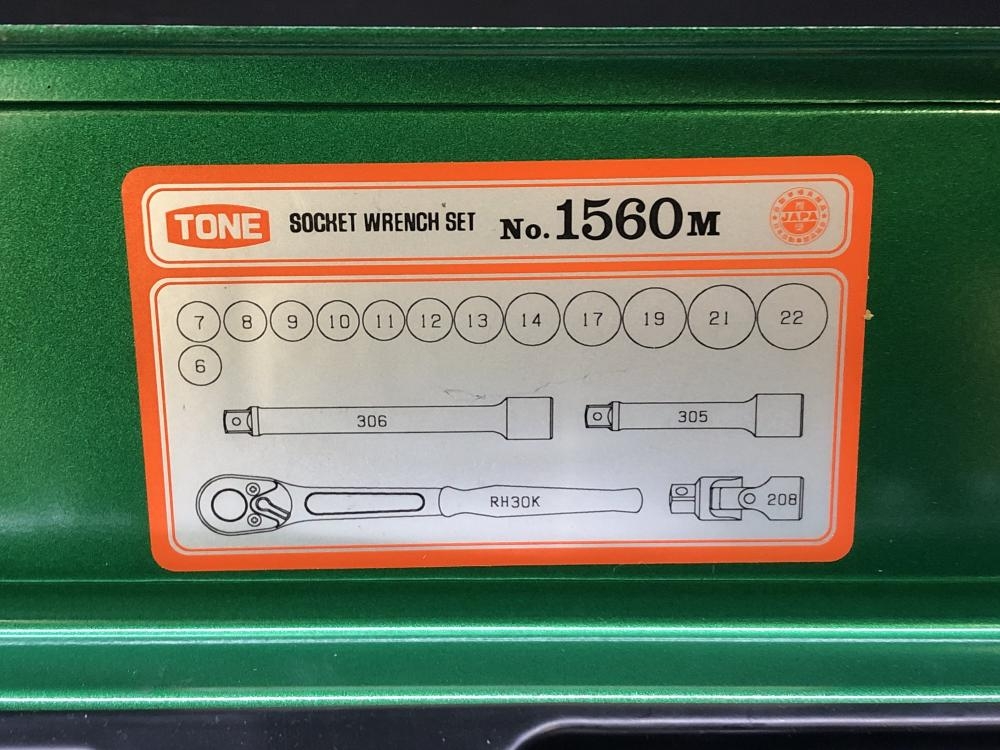 TONE SOCKET WRENCH SET No. 1560M JAPA
7 8 9 10 11 12 13 14 17 19 21 22
6
306 305
RH30K 208